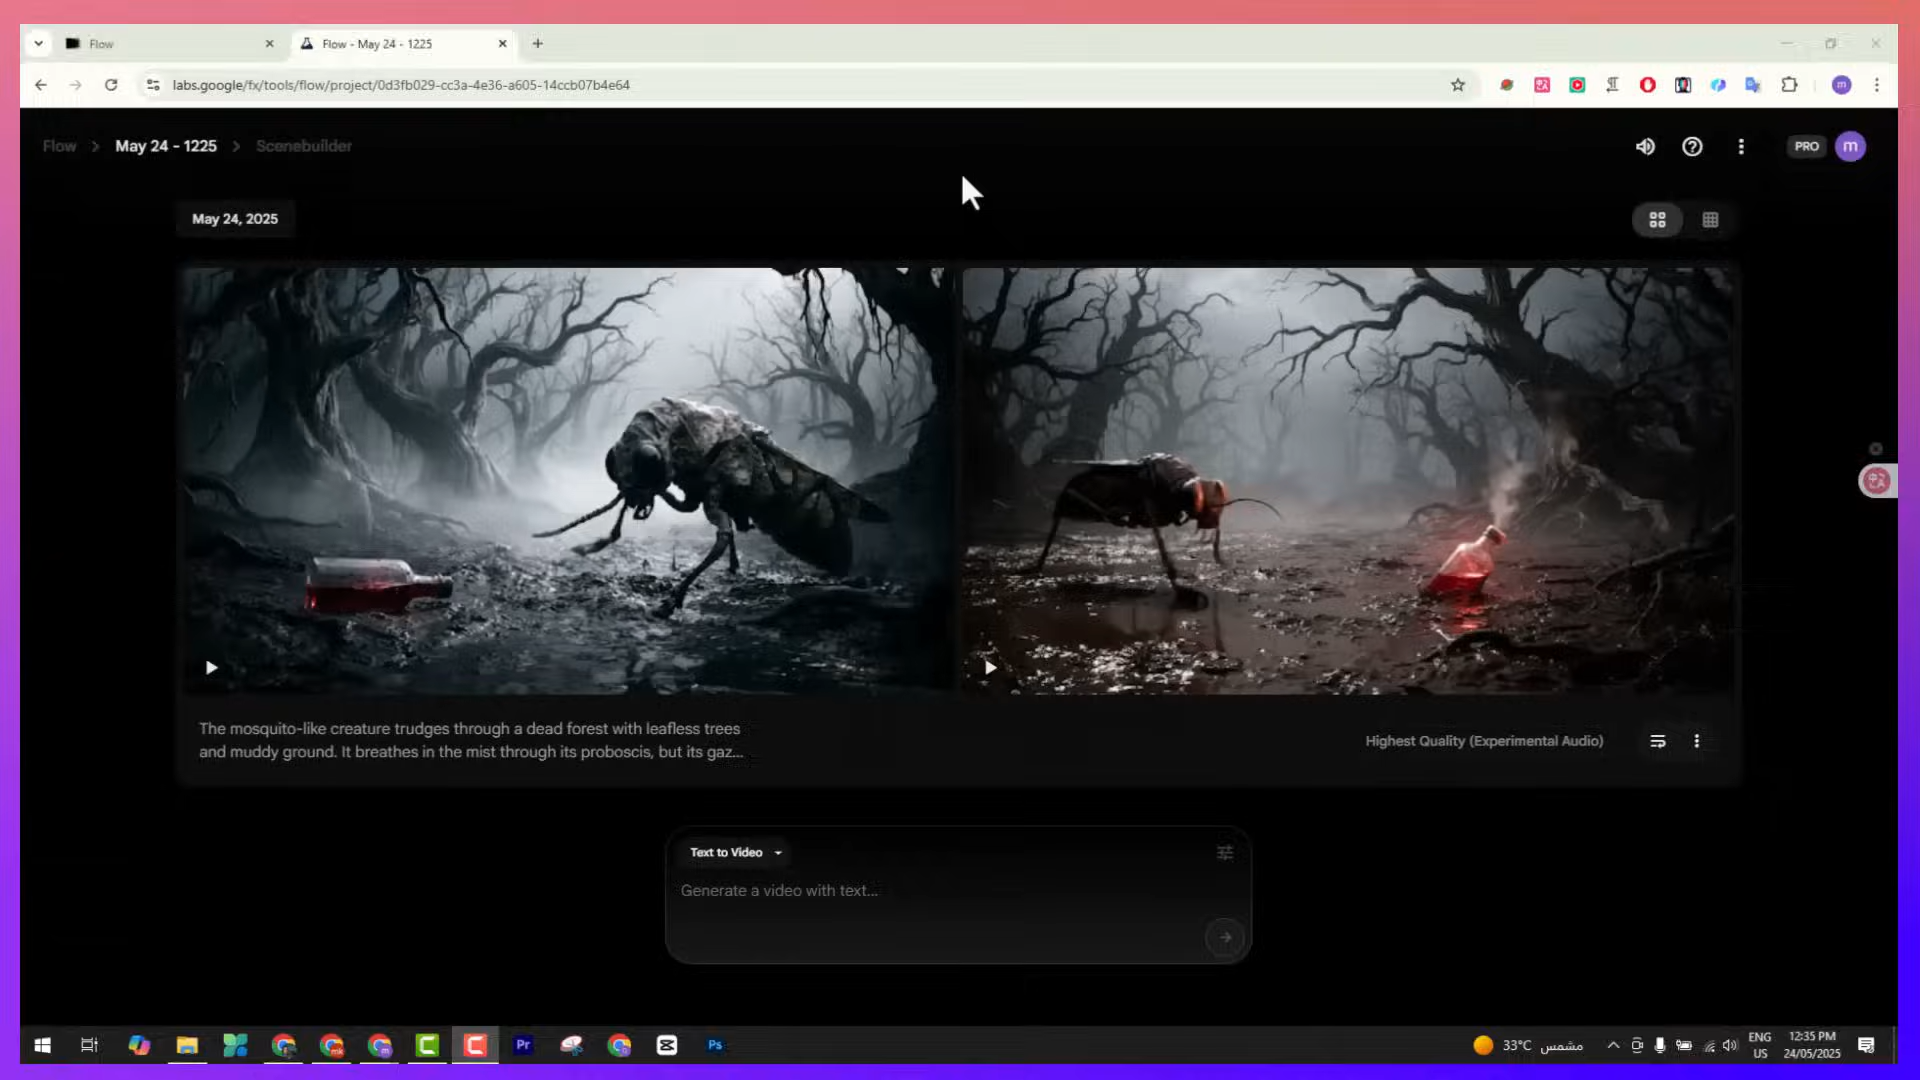 Flow
Flow - May 24 - 1225
labs.google/fx/tools/flow/project/0d3fb029-cc3a-4e36-a605-14ccb07b4e64
m
Flow > May 24 - 1225 > Scenebuilder
PRO
m
May 24, 2025
The mosquito-like creature trudges through a dead forest with leafless trees
and muddy ground. It breathes in the mist through its proboscis, but its gaz...
Highest Quality (Experimental Audio)
Text to Video
Generate a video with text...
mk
m
Pr
Ps
33°C مشمس
ENG
US
12:35 PM
24/05/2025